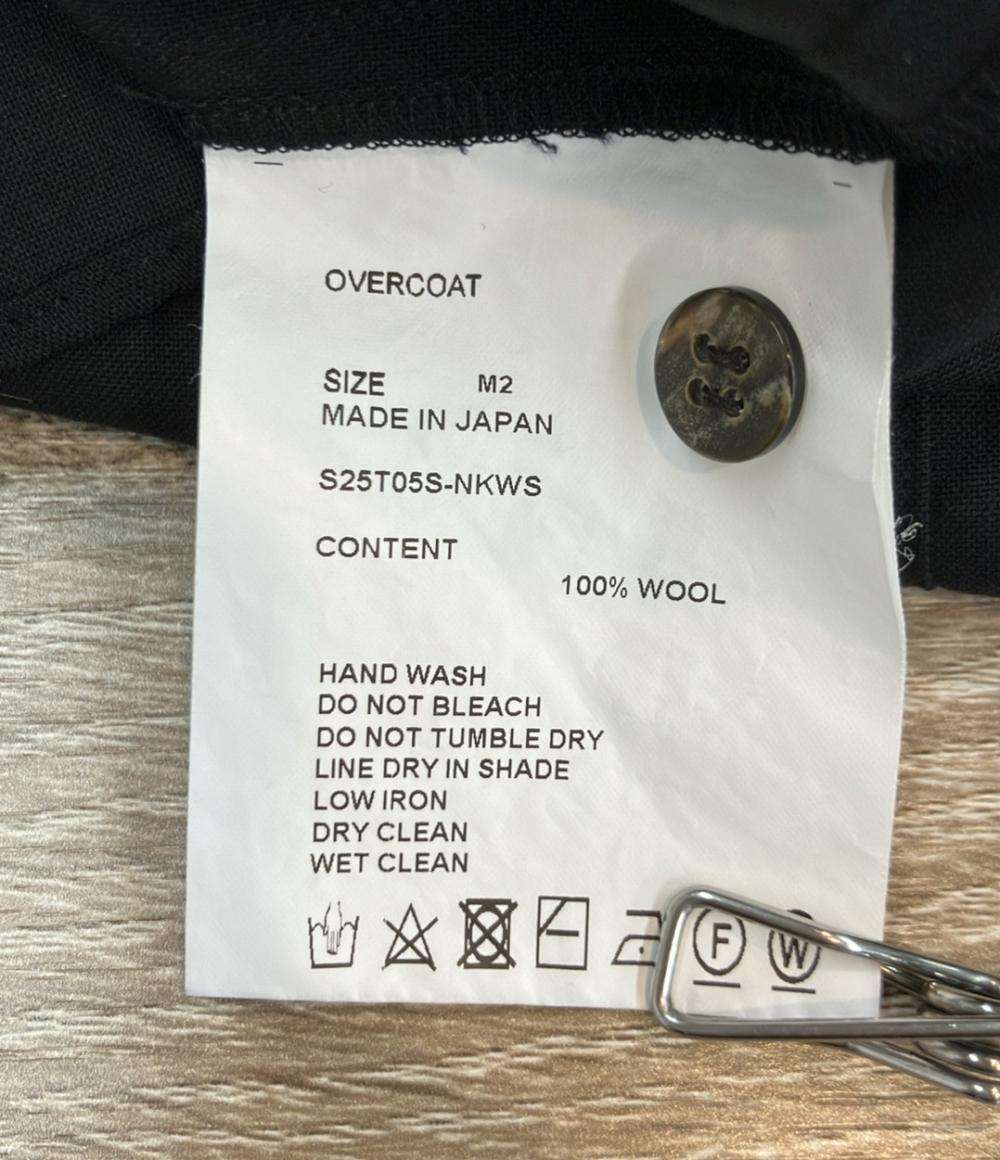 OVERCOAT
SIZE M2
MADE IN JAPAN
S25T05S-NKWS
CONTENT
100% WOOL
HAND WASH
DO NOT BLEACH
DO NOT TUMBLE DRY
LINE DRY IN SHADE
LOW IRON
DRY CLEAN
WET CLEAN
F W